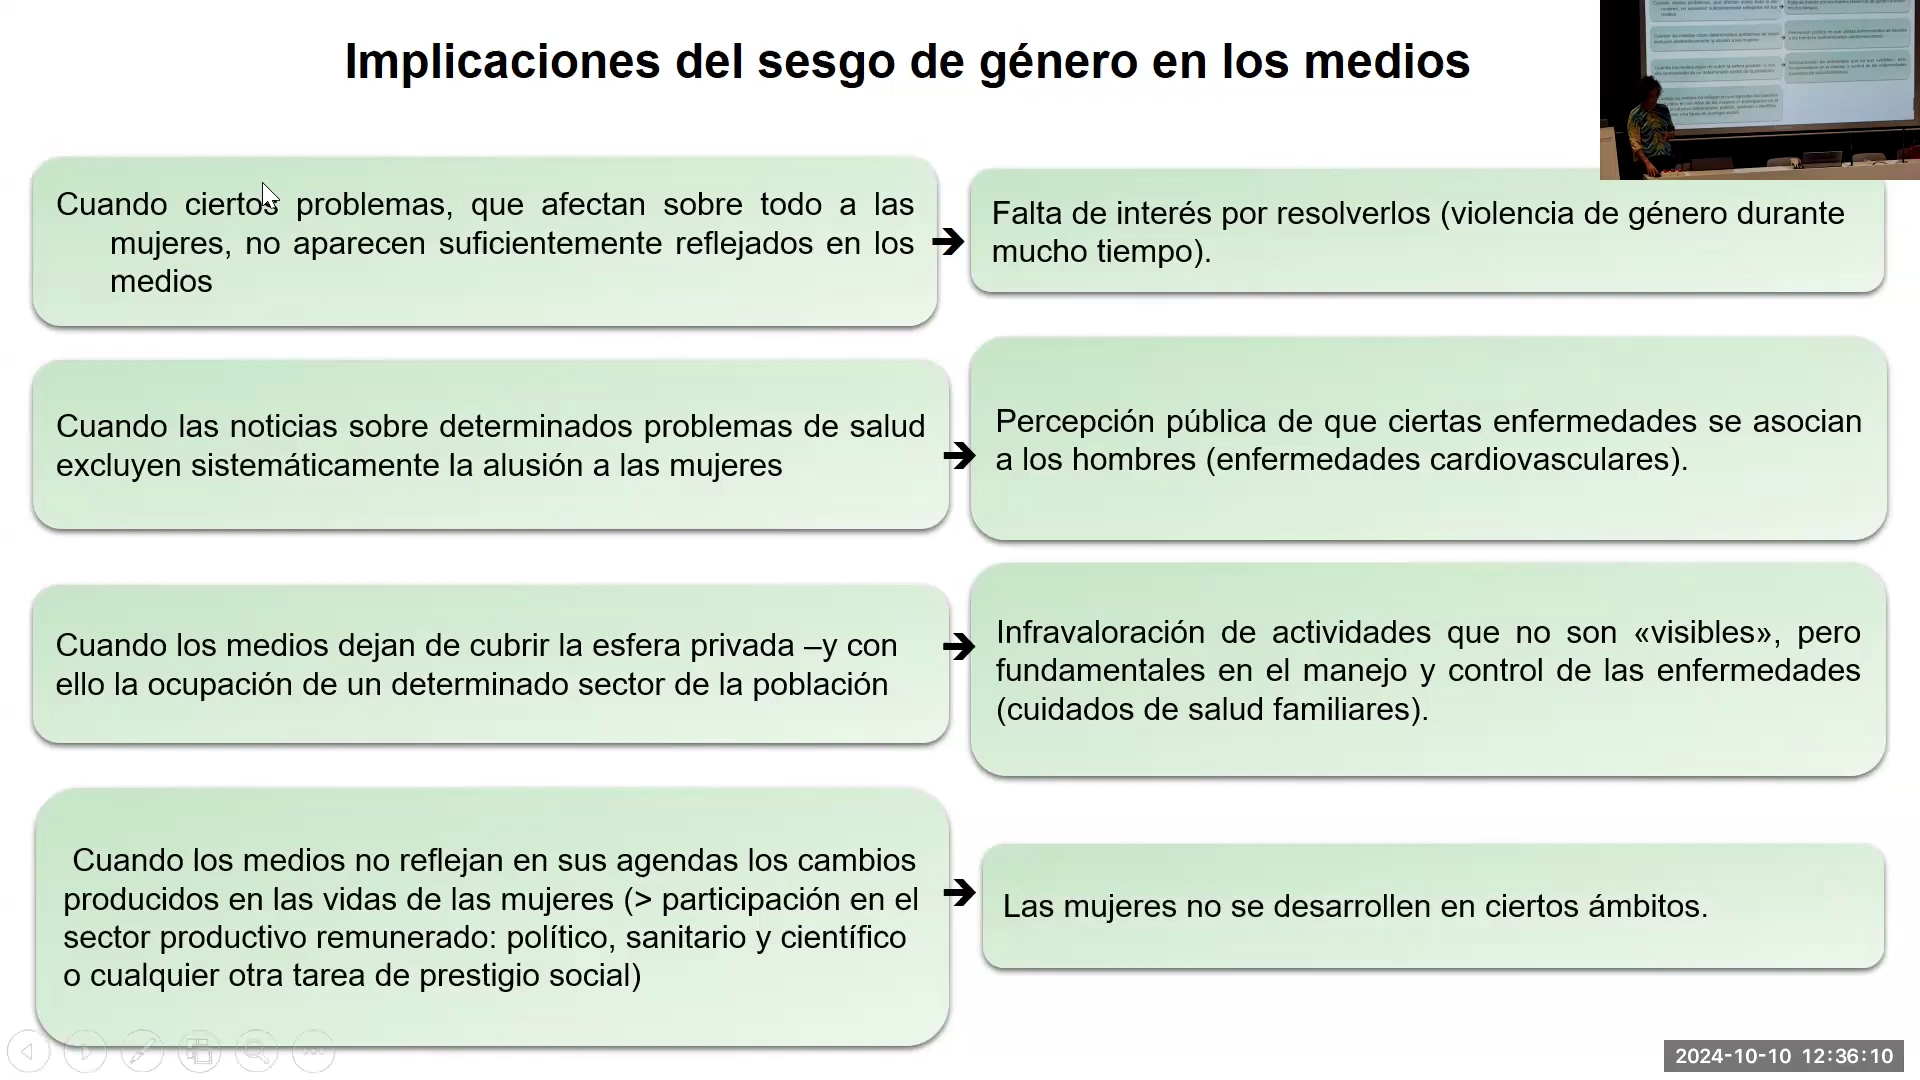 Implicaciones del sesgo de género en los medios
Cuando ciertos problemas, que afectan sobre todo a las
mujeres, no aparecen suficientemente reflejados en los
medios
Falta de interés por resolverlos (violencia de género durante
mucho tiempo).
Cuando las noticias sobre determinados problemas de salud
excluyen sistemáticamente la alusión a las mujeres
Percepción pública de que ciertas enfermedades se asocian
a los hombres (enfermedades cardiovasculares).
Cuando los medios dejan de cubrir la esfera privada –y con
ello la ocupación de un determinado sector de la población
Infravaloración de actividades que no son «visibles», pero
fundamentales en el manejo y control de las enfermedades
(cuidados de salud familiares).
Cuando los medios no reflejan en sus agendas los cambios
producidos en las vidas de las mujeres (> participación en el
sector productivo remunerado: político, sanitario y científico
o cualquier otra tarea de prestigio social)
Las mujeres no se desarrollen en ciertos ámbitos.
2024-10-10 12:36:10